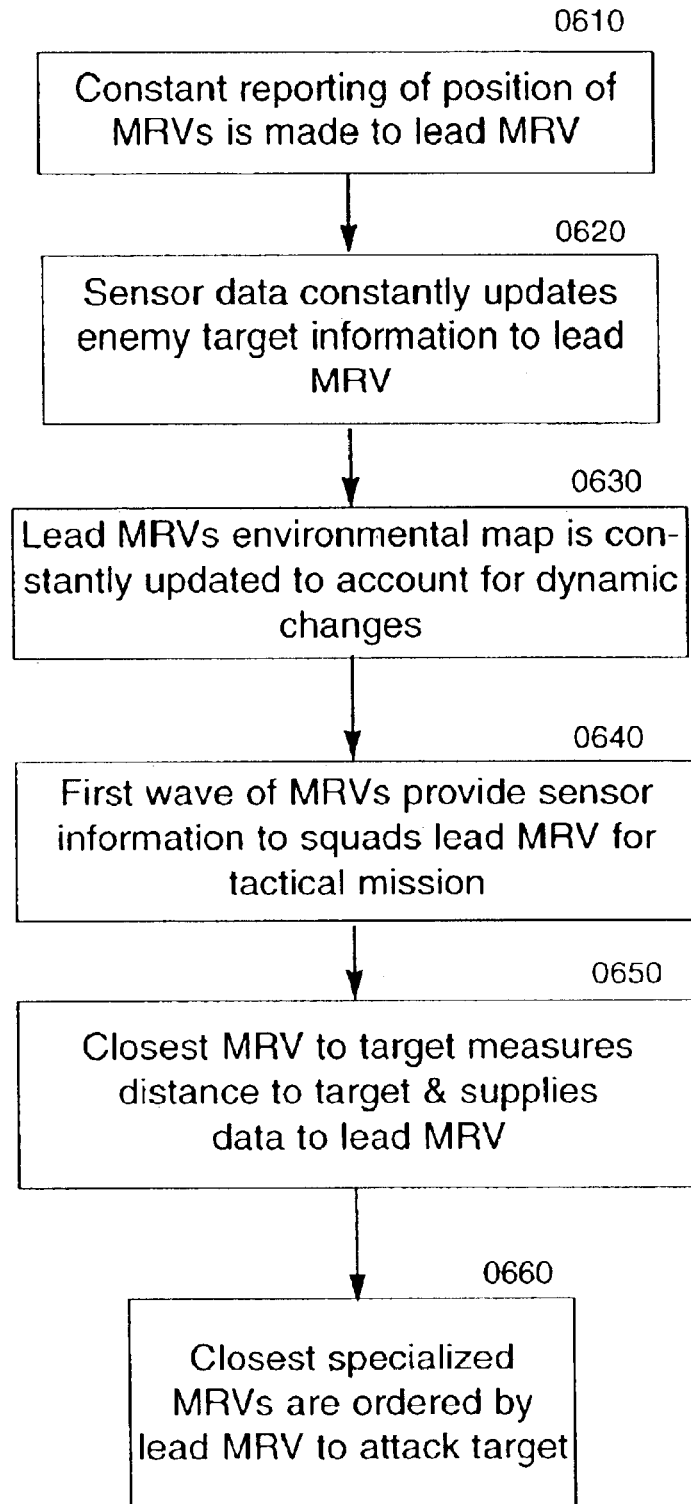 0610
Constant reporting of position of
MRVs is made to lead MRV
0620
Sensor data constantly updates
enemy target information to lead
MRV
0630
Lead MRVs environmental map is con-
stantly updated to account for dynamic
changes
0640
First wave of MRVs provide sensor
information to squads lead MRV for
tactical mission
0650
Closest MRV to target measures
distance to target & supplies
data to lead MRV
0660
Closest specialized
MRVs are ordered by
lead MRV to attack target